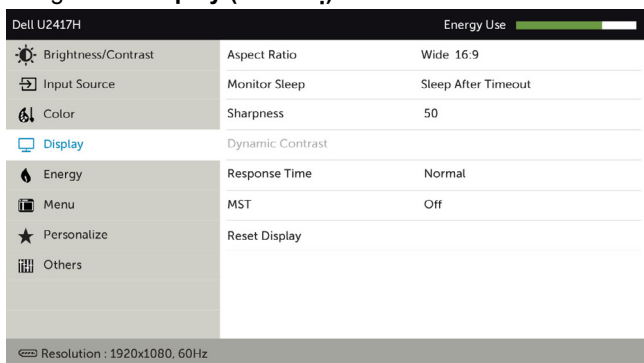 Display
Dell U2417H Energy Use
Brightness/Contrast Aspect Ratio Wide 16:9
Input Source Monitor Sleep Sleep After Timeout
Color Sharpness 50
Display Dynamic Contrast
Energy Response Time Normal
Menu MST Off
Personalize Reset Display
Others
Resolution : 1920x1080, 60Hz